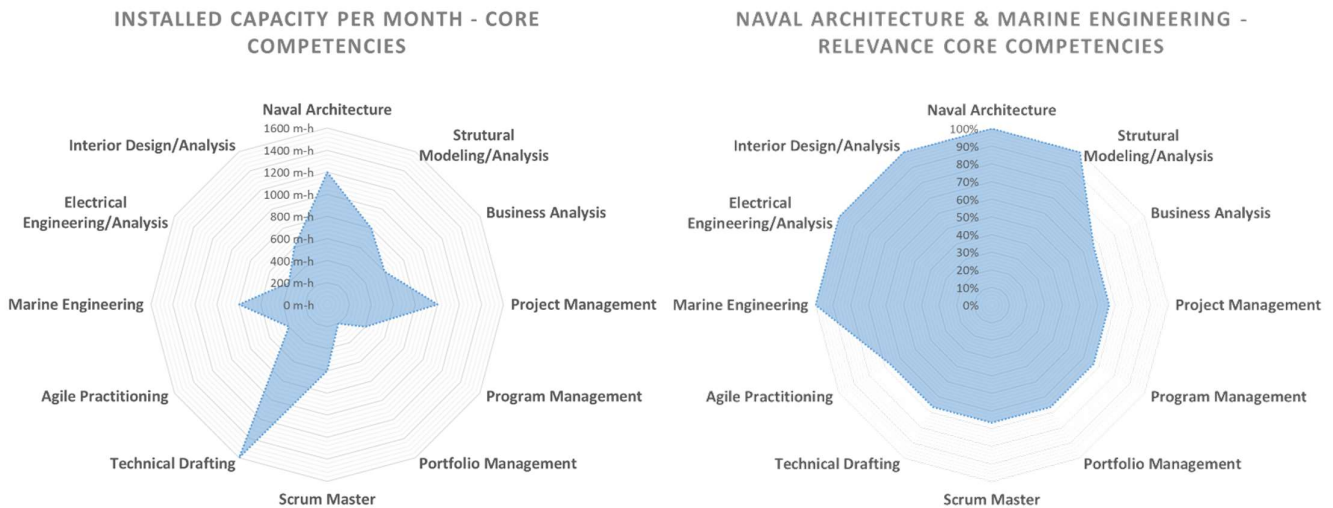 INSTALLED CAPACITY PER MONTH - CORE
COMPETENCIES
Naval Architecture
1600 m-h
1400 m-h
1200 m-h
1000 m-h
800 m-h
600 m-h
400 m-h
200 m-h
0 m-h
Strutural
Modeling/Analysis
Business Analysis
Project Management
Program Management
Portfolio Management
Scrum Master
Technical Drafting
Agile Practitioning
Marine Engineering
Electrical
Engineering/Analysis
Interior Design/Analysis
NAVAL ARCHITECTURE & MARINE ENGINEERING -
RELEVANCE CORE COMPETENCIES
Naval Architecture
100%
90%
80%
70%
60%
50%
40%
30%
20%
10%
0%
Strutural
Modeling/Analysis
Business Analysis
Project Management
Program Management
Portfolio Management
Scrum Master
Technical Drafting
Agile Practitioning
Marine Engineering
Electrical
Engineering/Analysis
Interior Design/Analysis